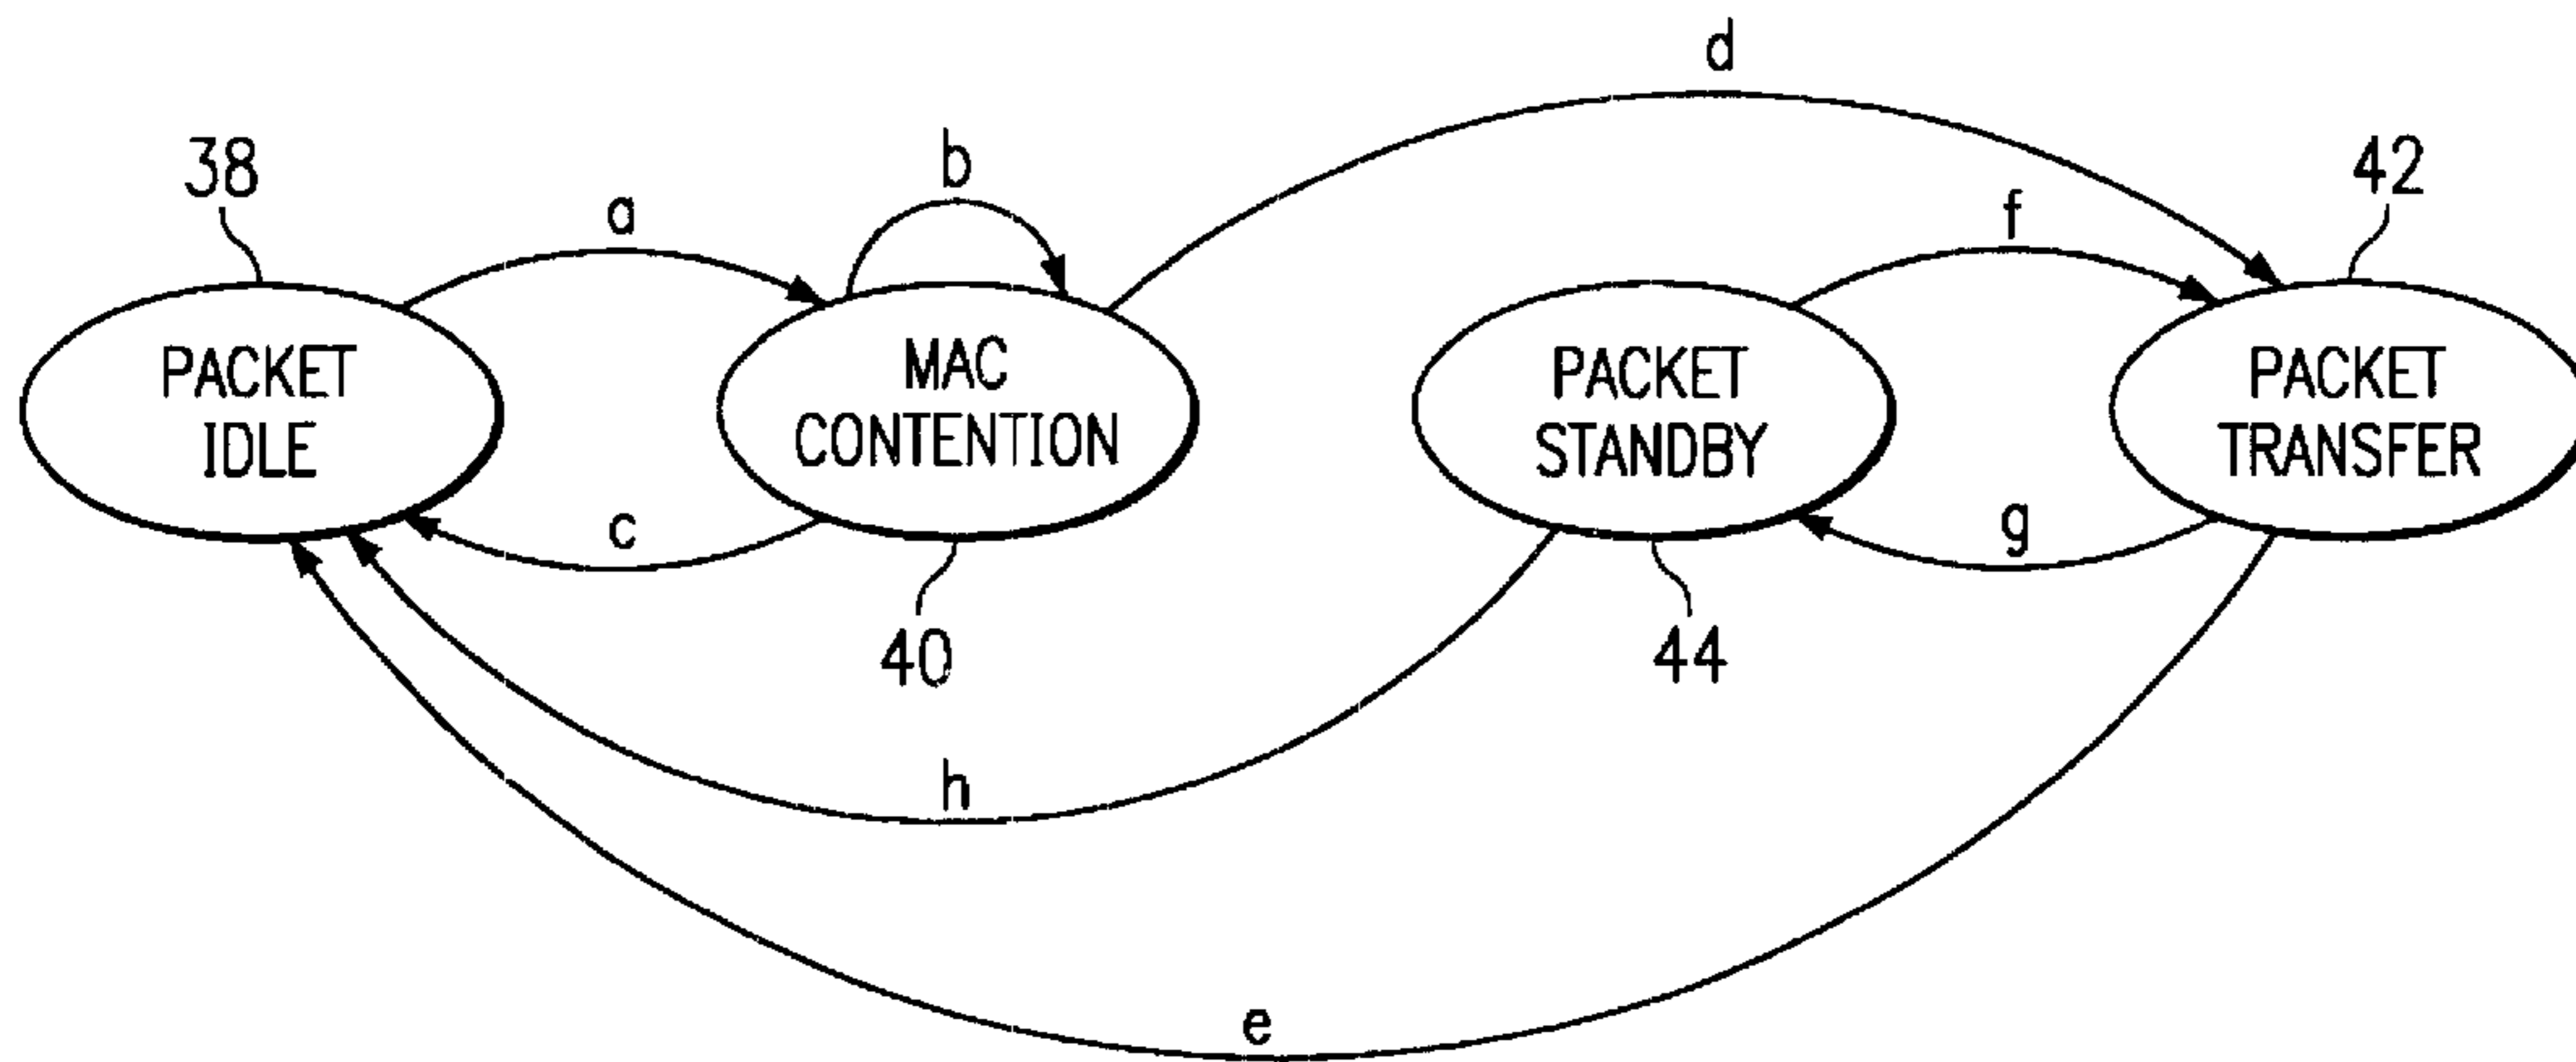 d
38
b
42
a
f
PACKET
IDLE
MAC
CONTENTION
PACKET
STANDBY
PACKET
TRANSFER
c
g
40
44
h
e